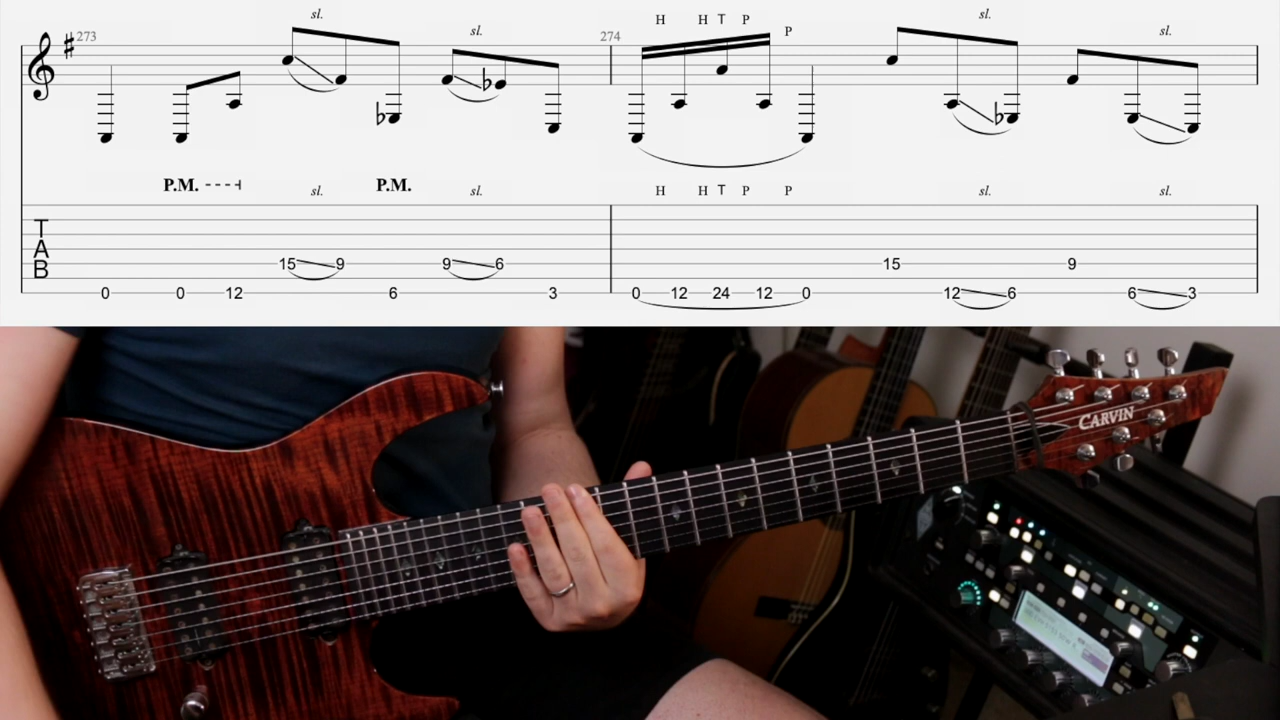 sl. H H T P sl. sl.
273 sl. 274 P
P.M. ----⊣ sl. P.M. sl. H H T P P sl. sl.
T
A
B
15 9 9 6 15 9
0 0 12 6 3 0 12 24 12 0 12 6 6 3
CARVIN